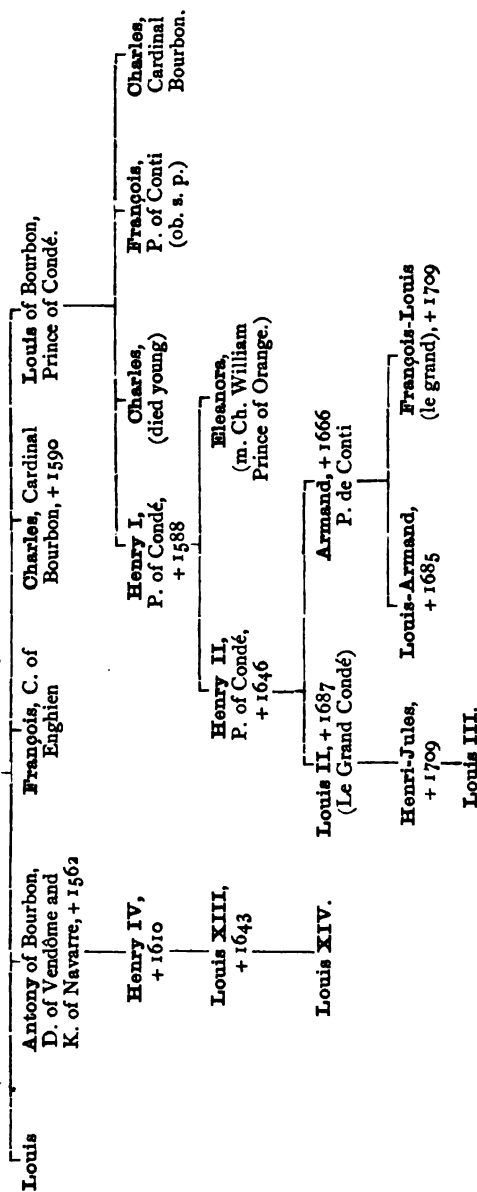 Louis
Antony of Bourbon,
D. of Vendôme and
K. of Navarre, +1562
François, C. of
Enghien
Charles, Cardinal
Bourbon, +1590
Louis of Bourbon,
Prince of Condé.
Henry IV,
+1610
Henry I,
P. of Condé,
+1588
Charles,
(died young)
François,
P. of Conti
(ob. s. p.)
Charles,
Cardinal
Bourbon.
Louis XIII,
+1643
Henry II,
P. of Condé,
+1646
Eleanora,
(m. Ch. William
Prince of Orange.)
Louis XIV.
Louis II, +1687
(Le Grand Condé)
Armand, +1666
P. de Conti
Henri-Jules,
+1709
Louis-Armand,
+1685
François-Louis
(le grand), +1709
Louis III.